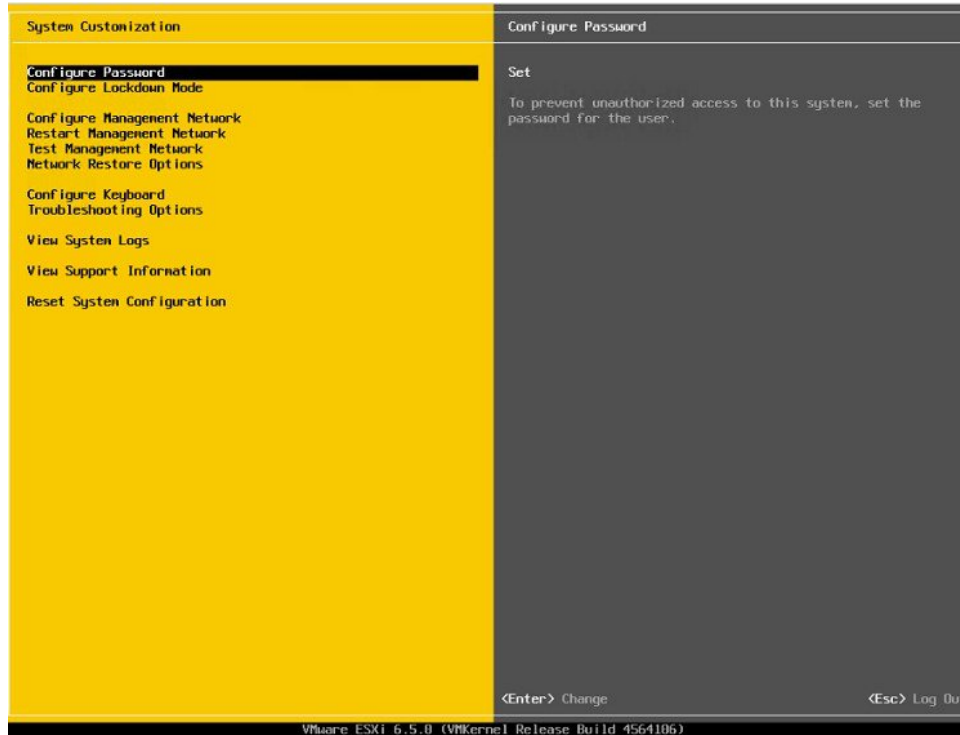 System Customization
Configure Password
Configure Password
Configure Lockdown Mode
Configure Management Network
Restart Management Network
Test Management Network
Network Restore Options
Configure Keyboard
Troubleshooting Options
View System Logs
View Support Information
Reset System Configuration
Set
To prevent unauthorized access to this system, set the
password for the user.
<Enter> Change
<Esc> Log Ou
VMware ESXi 6.5.0 (VMKernel Release Build 4564106)